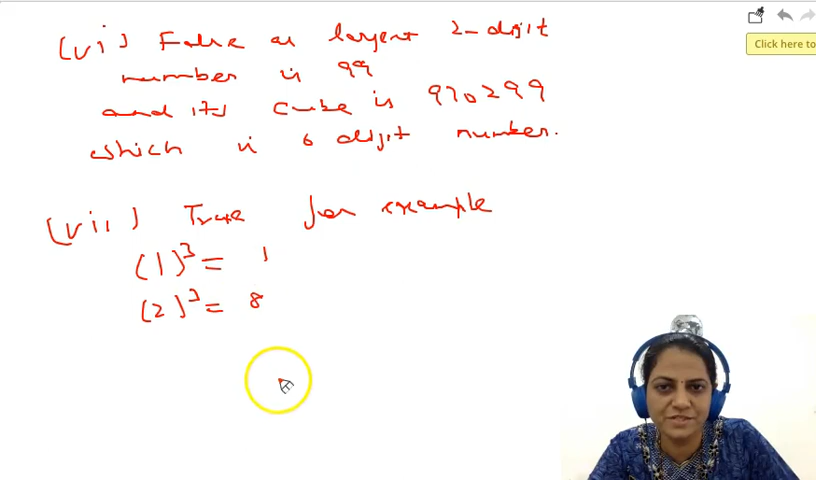 (vi) False as largest 2-digit
number is 99
and its cube is 970299
which is 6 digit number.
(vii) True for example
(1)³ = 1
(2)³ = 8
Click here to